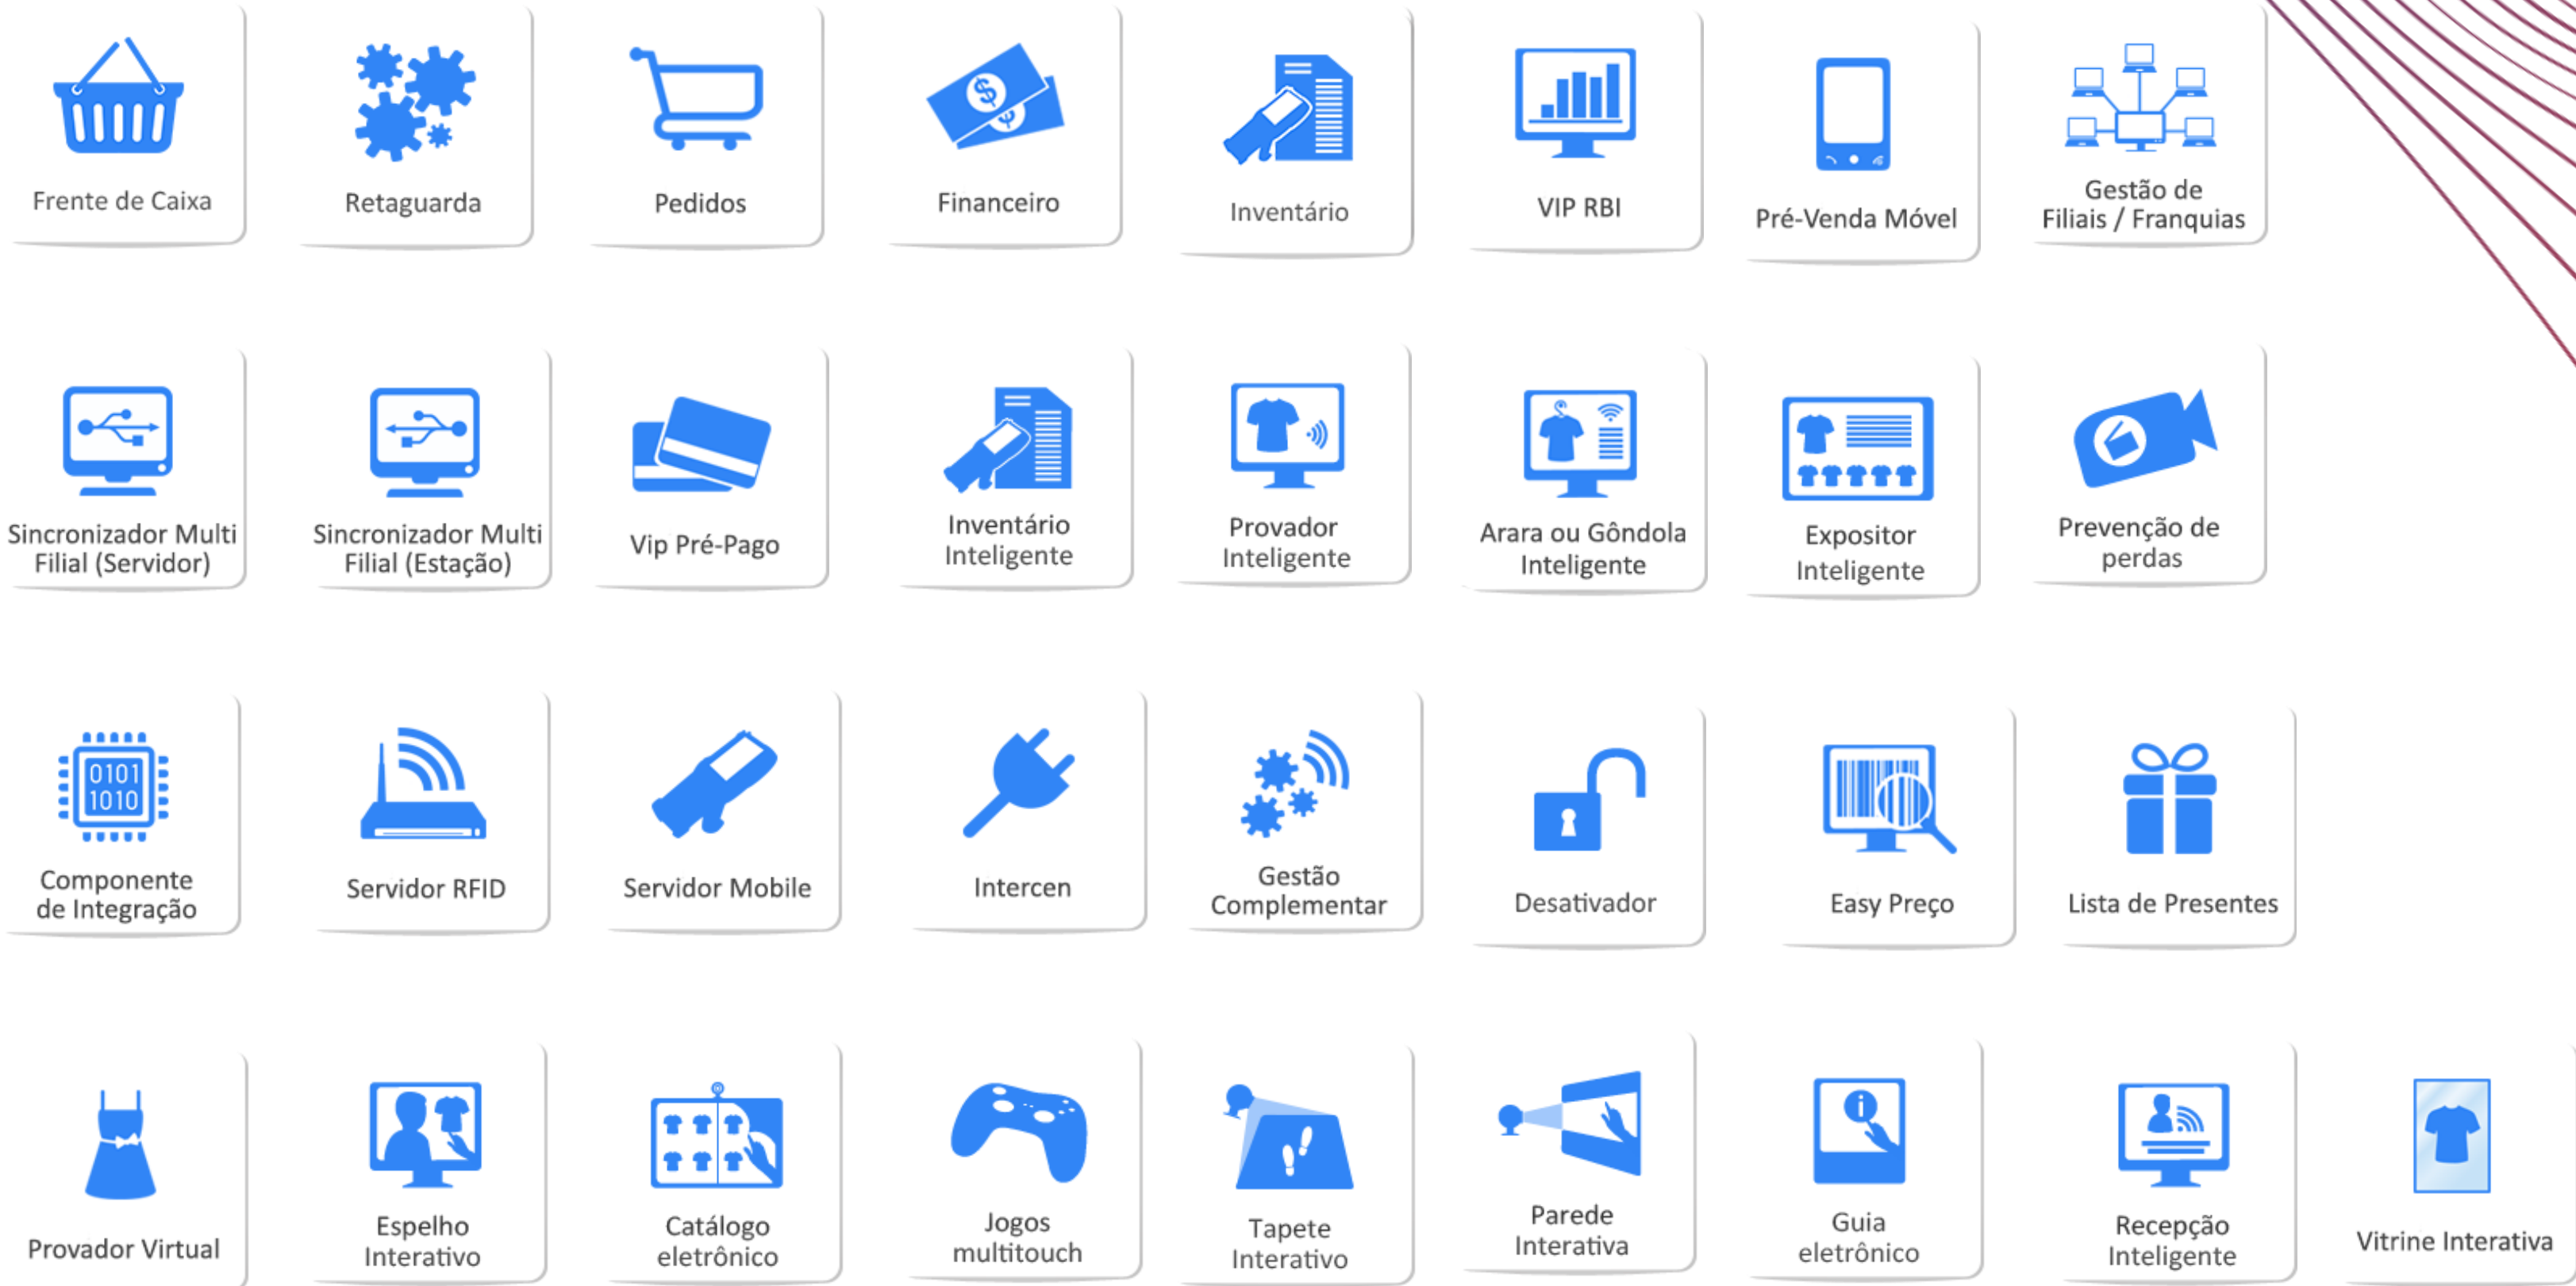 Frente de Caixa
Retaguarda
Pedidos
Financeiro
Inventário
VIP RBI
Pré-Venda Móvel
Gestão de
Filiais / Franquias
Sincronizador Multi
Filial (Servidor)
Sincronizador Multi
Filial (Estação)
Vip Pré-Pago
Inventário
Inteligente
Provador
Inteligente
Arara ou Gôndola
Inteligente
Expositor
Inteligente
Prevenção de
perdas
0101
1010
Componente
de Integração
Servidor RFID
Servidor Mobile
Intercen
Gestão
Complementar
Desativador
Easy Preço
Lista de Presentes
Provador Virtual
Espelho
Interativo
Catálogo
eletrônico
Jogos
multitouch
Tapete
Interativo
Parede
Interativa
Guia
eletrônico
Recepção
Inteligente
Vitrine Interativa